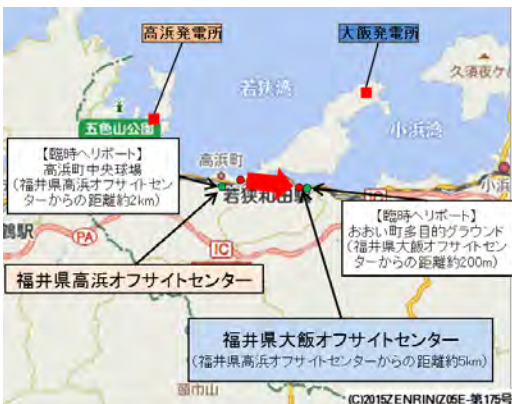 高浜発電所
大飯発電所
久須夜ケ
若狭湾
五色山公園
小浜湾
【臨時ヘリポート】
高浜町中央球場
(福井県高浜オフサイトセン
ターからの距離約2km)
高浜町
若狭和田駅
小浜
【臨時ヘリポート】
おおい町多目的グラウンド
(福井県大飯オフサイトセン
ターからの距離約200m)
鶴駅
PA
IC
福井県高浜オフサイトセンター
福井県大飯オフサイトセンター
(福井県高浜オフサイトセンターからの距離約5km)
頭巾山
(C)2015ZENRIN(Z05E-第175号